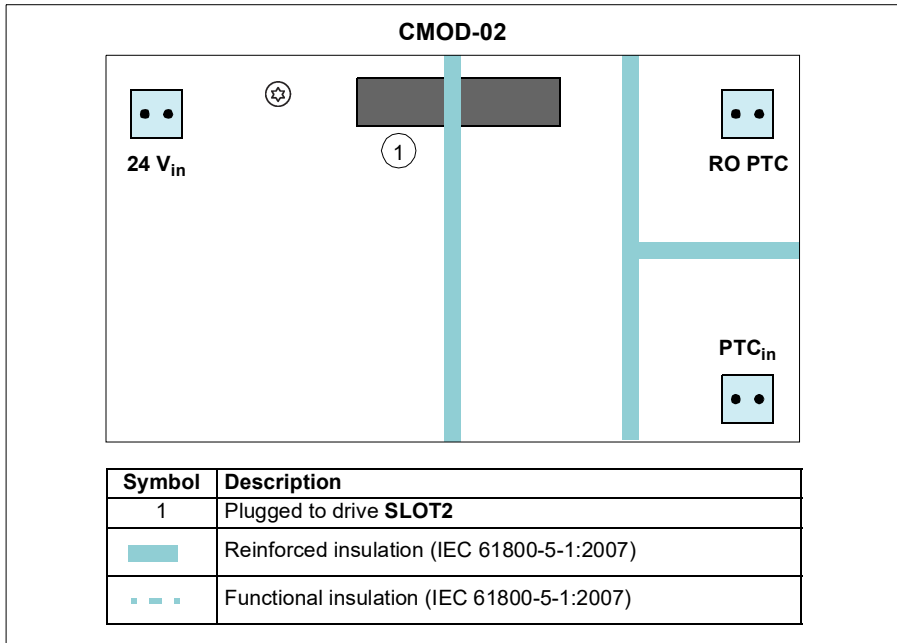 CMOD-02
24 Vin
1
RO PTC
PTCin
Symbol Description
1 Plugged to drive SLOT2
Reinforced insulation (IEC 61800-5-1:2007)
Functional insulation (IEC 61800-5-1:2007)